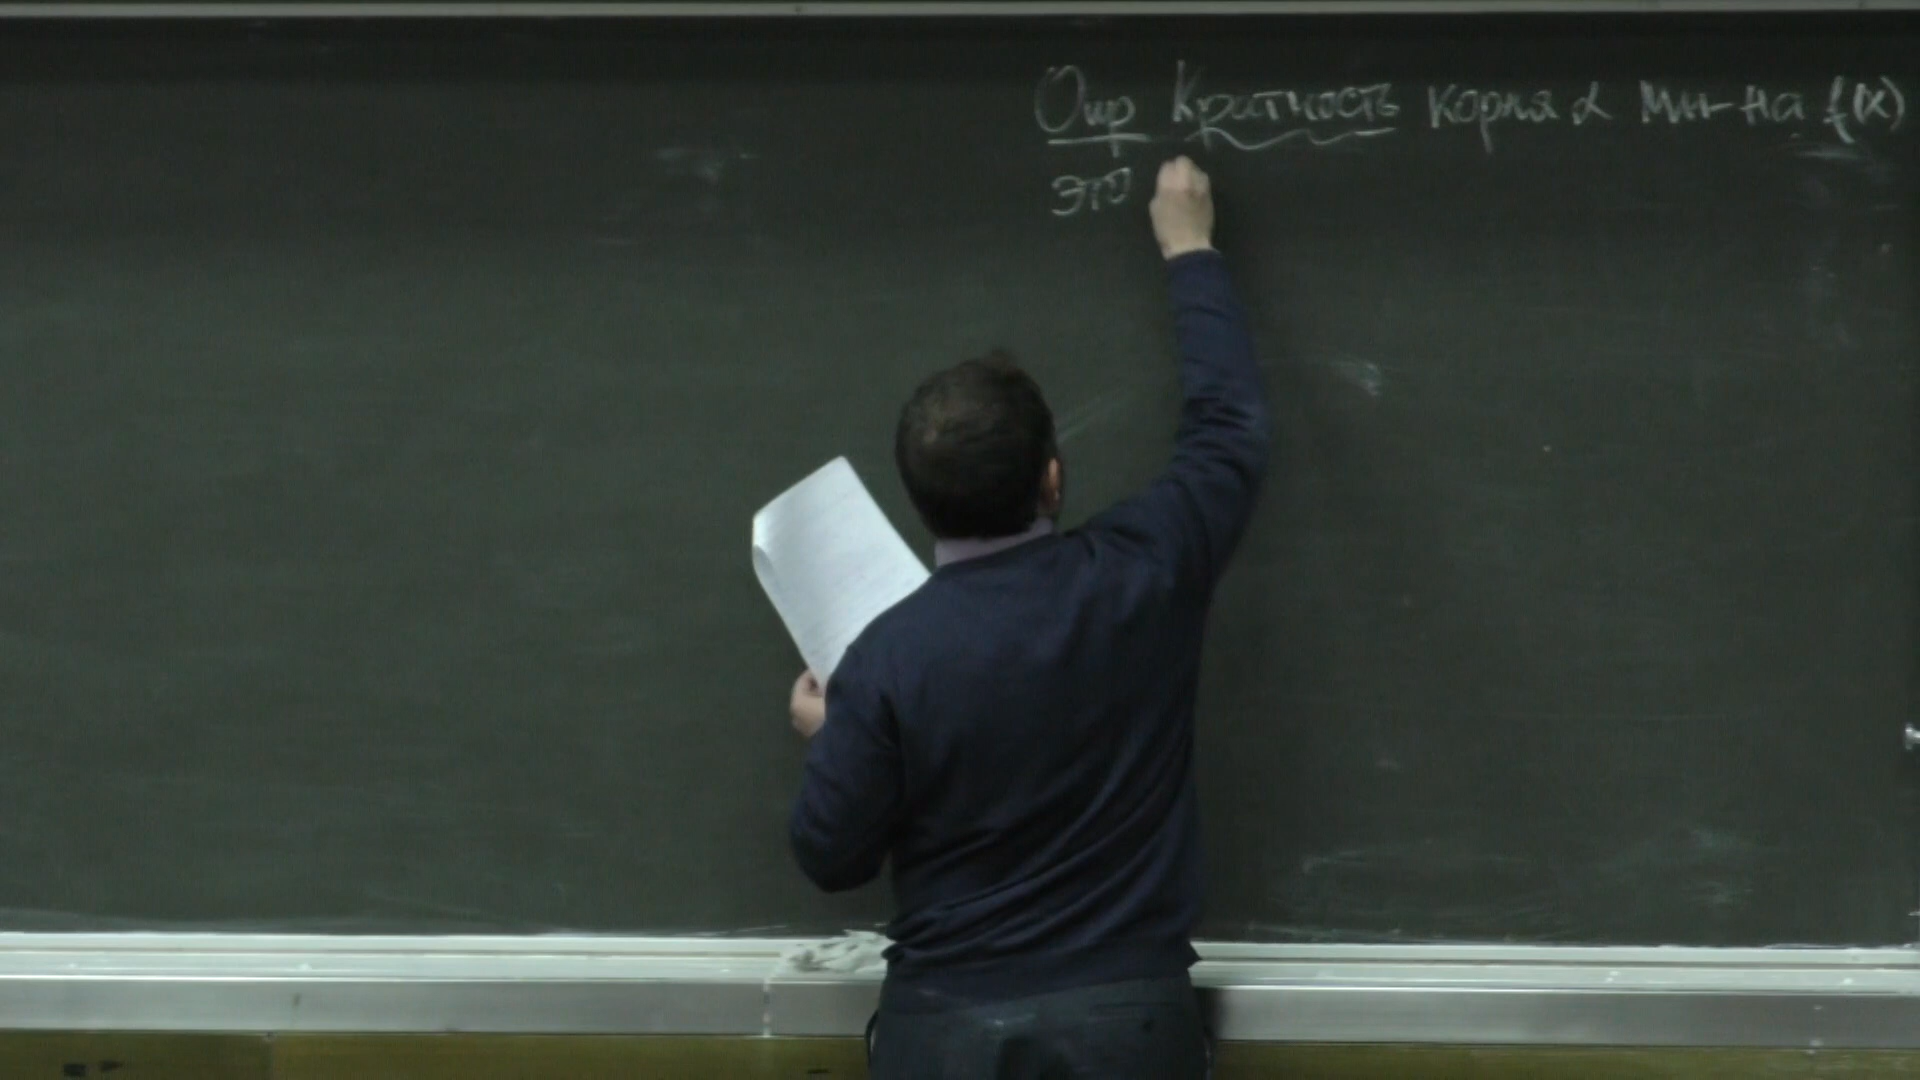 Опр Кратность корня α мн-на f(x)
это